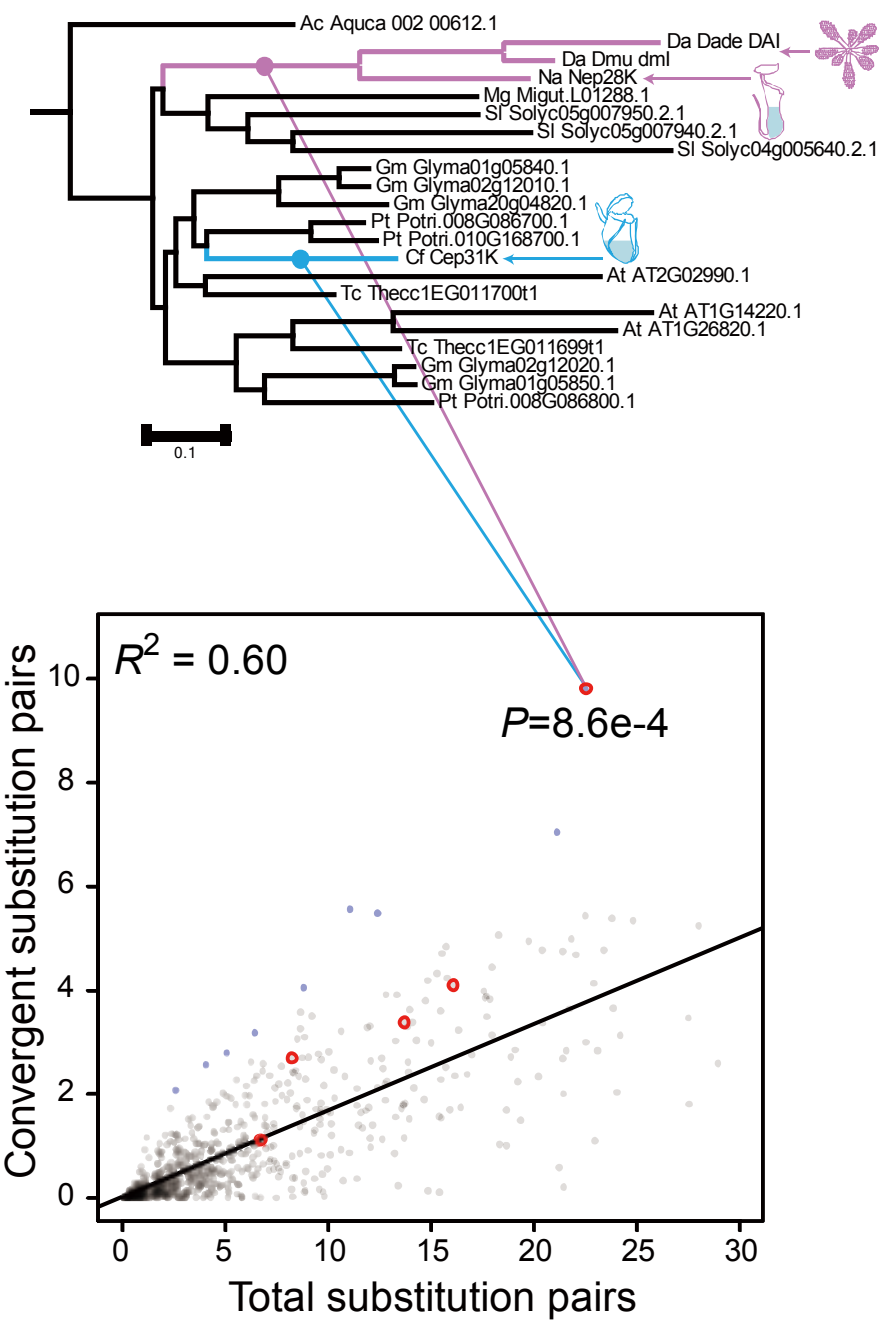 Ac Aquca 002 00612.1
Da Dade DAI
Da Dmu dmI
Na Nep28K
Mg Migut.L01288.1
Sl Solyc05g007950.2.1
Sl Solyc05g007940.2.1
Sl Solyc04g005640.2.1
Gm Glyma01g05840.1
Gm Glyma02g12010.1
Gm Glyma20g04820.1
Pt Potri.008G086700.1
Pt Potri.010G168700.1
Cf Cep31K
At AT2G02990.1
Tc Thecc1EG011700t1
At AT1G14220.1
At AT1G26820.1
Tc Thecc1EG011699t1
Gm Glyma02g12020.1
Gm Glyma01g05850.1
Pt Potri.008G086800.1
0.1
R² = 0.60
P=8.6e-4
Convergent substitution pairs
10
8
6
4
2
0
0 5 10 15 20 25 30
Total substitution pairs